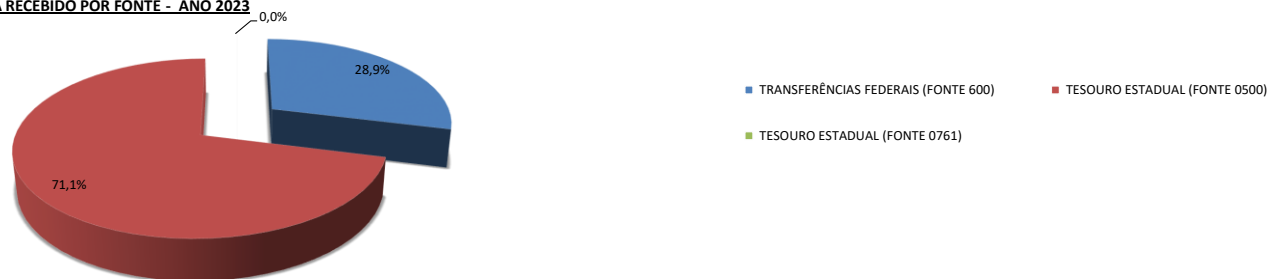 RECEBIDO POR FONTE - ANO 2023
0,0%
28,9%
71,1%
TRANSFERÊNCIAS FEDERAIS (FONTE 600)
TESOURO ESTADUAL (FONTE 0500)
TESOURO ESTADUAL (FONTE 0761)